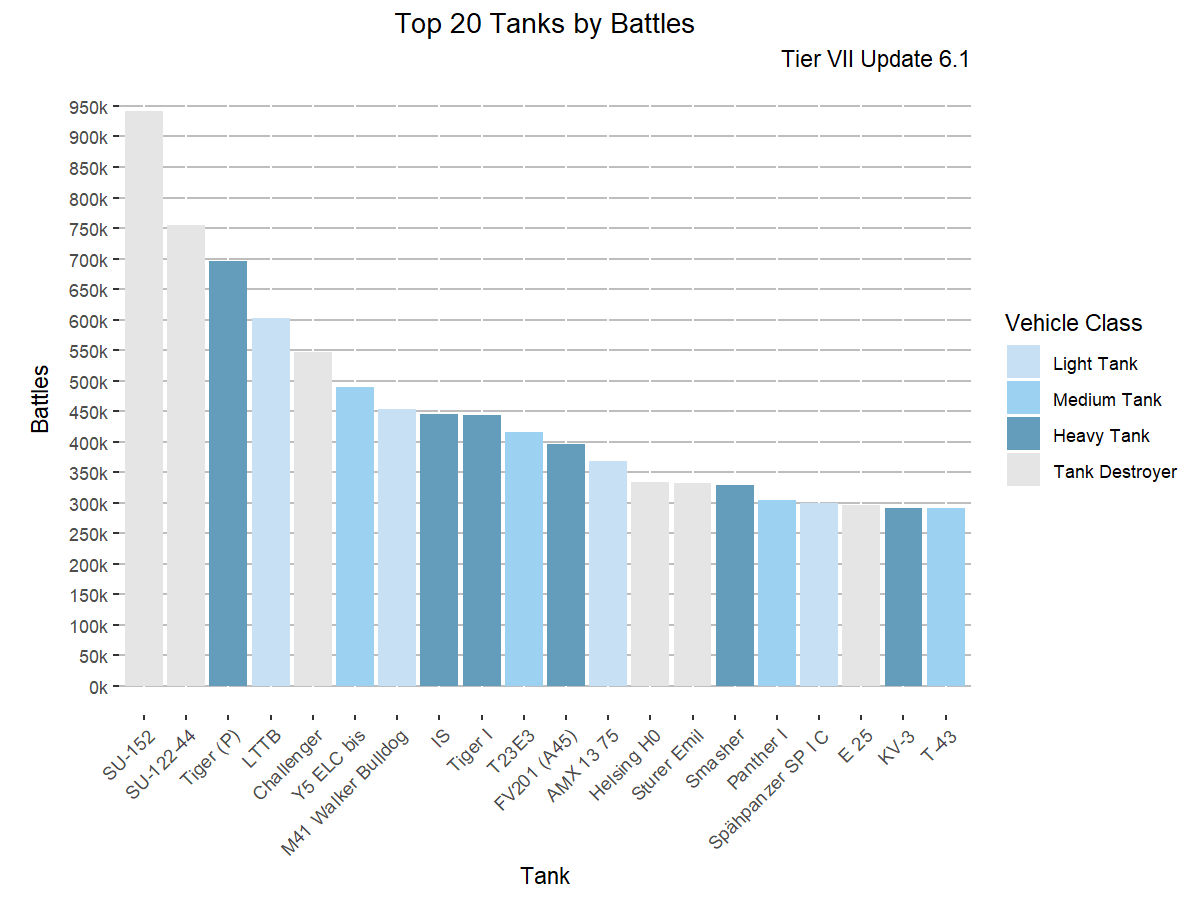 Top 20 Tanks by Battles
Tier VII Update 6.1
Battles
950k
900k
850k
800k
750k
700k
650k
600k
550k
500k
450k
400k
350k
300k
250k
200k
150k
100k
50k
0k
SU-152
SU-122-44
Tiger (P)
LTTB
Challenger
Y5 ELC bis
M41 Walker Bulldog
IS
Tiger I
T23E3
FV201 (A45)
AMX 13 75
Helsing H0
Sturer Emil
Smasher
Panther I
Spähpanzer SP I C
E 25
KV-3
T-43
Tank
Vehicle Class
Light Tank
Medium Tank
Heavy Tank
Tank Destroyer